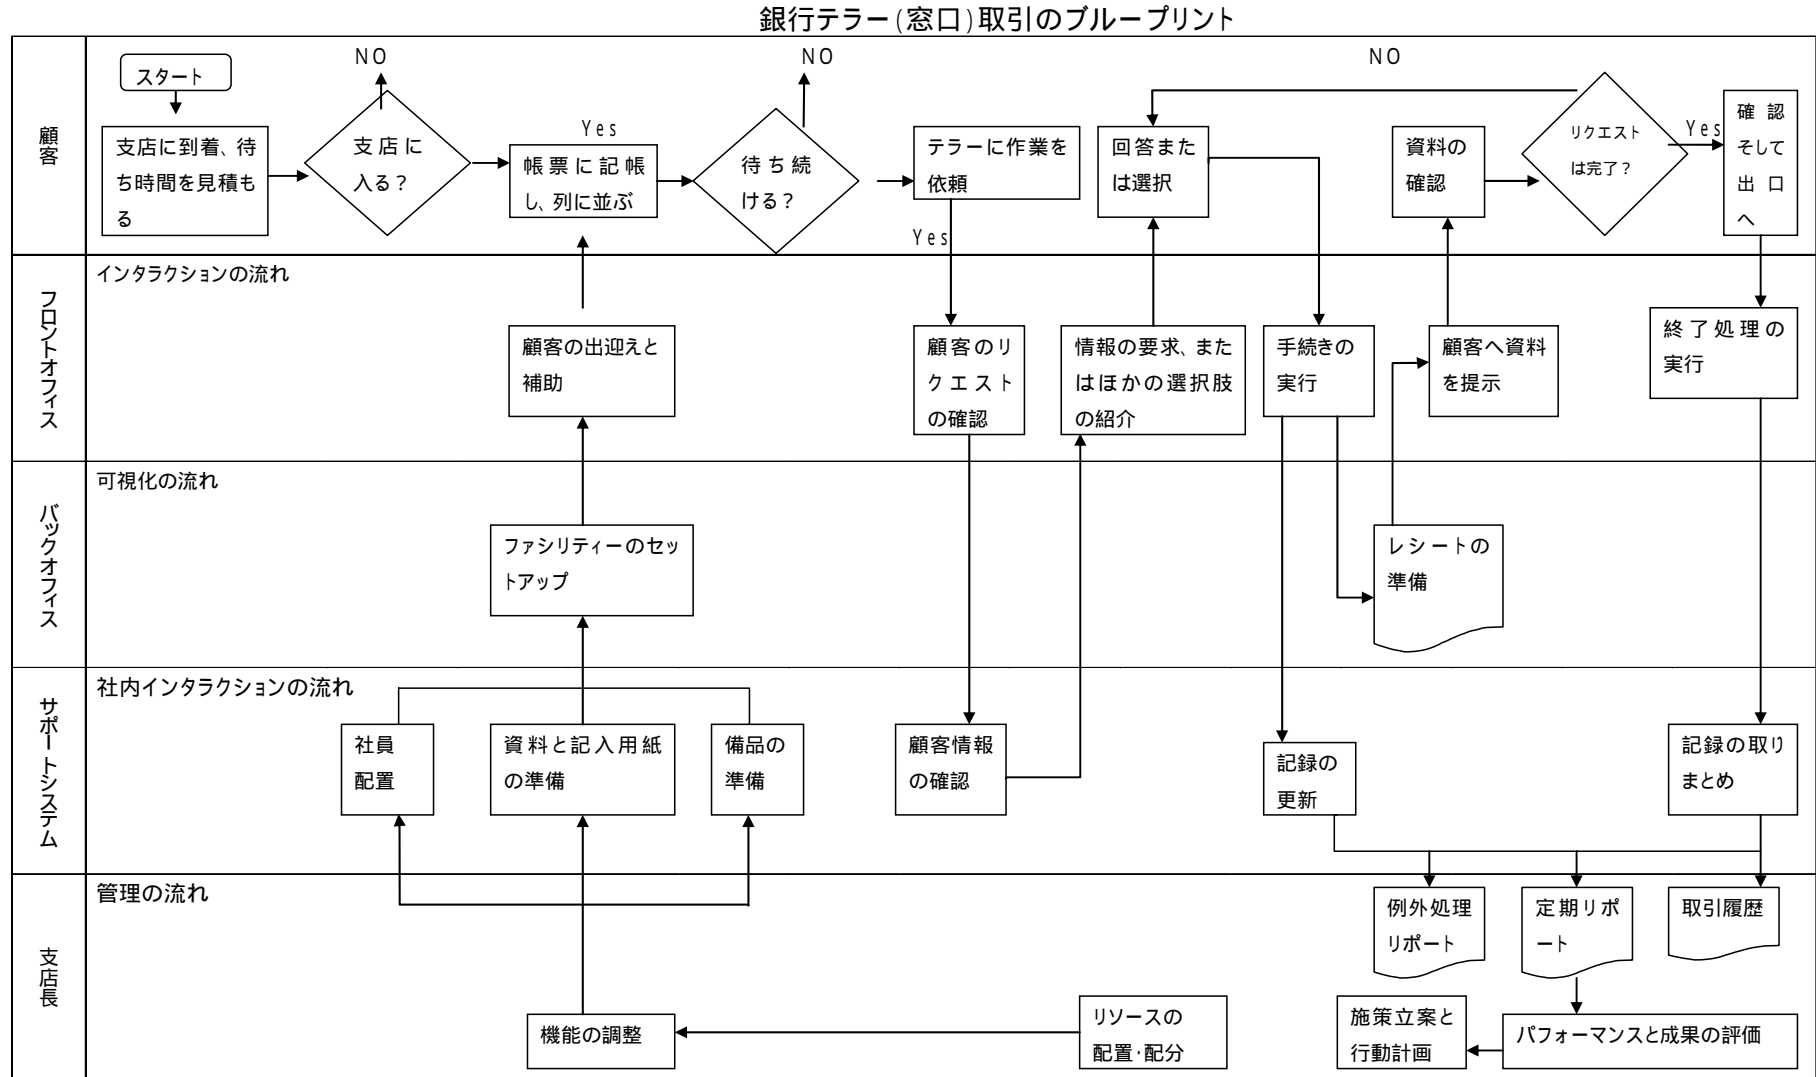 銀行テラー(窓口)取引のブループリント
顧客
スタート
NO
NO
NO
支店に到着、待
ち時間を見積も
る
支店に
入る?
Yes
帳票に記帳
し、列に並ぶ
待ち続
ける?
テラーに作業を
依頼
Yes
回答また
は選択
資料の
確認
リクエスト
は完了?
Yes
確認
そして
出口
へ
フロントオフィス
インタラクションの流れ
顧客の出迎えと
補助
顧客のリ
クエスト
の確認
情報の要求、また
はほかの選択肢
の紹介
手続きの
実行
顧客へ資料
を提示
終了処理の
実行
バックオフィス
可視化の流れ
ファシリティーのセッ
トアップ
レシートの
準備
サポートシステム
社内インタラクションの流れ
社員
配置
資料と記入用紙
の準備
備品の
準備
顧客情報
の確認
記録の
更新
記録の取り
まとめ
支店長
管理の流れ
例外処理
リポート
定期リポ
ート
取引履歴
機能の調整
リソースの
配置・配分
施策立案と
行動計画
パフォーマンスと成果の評価